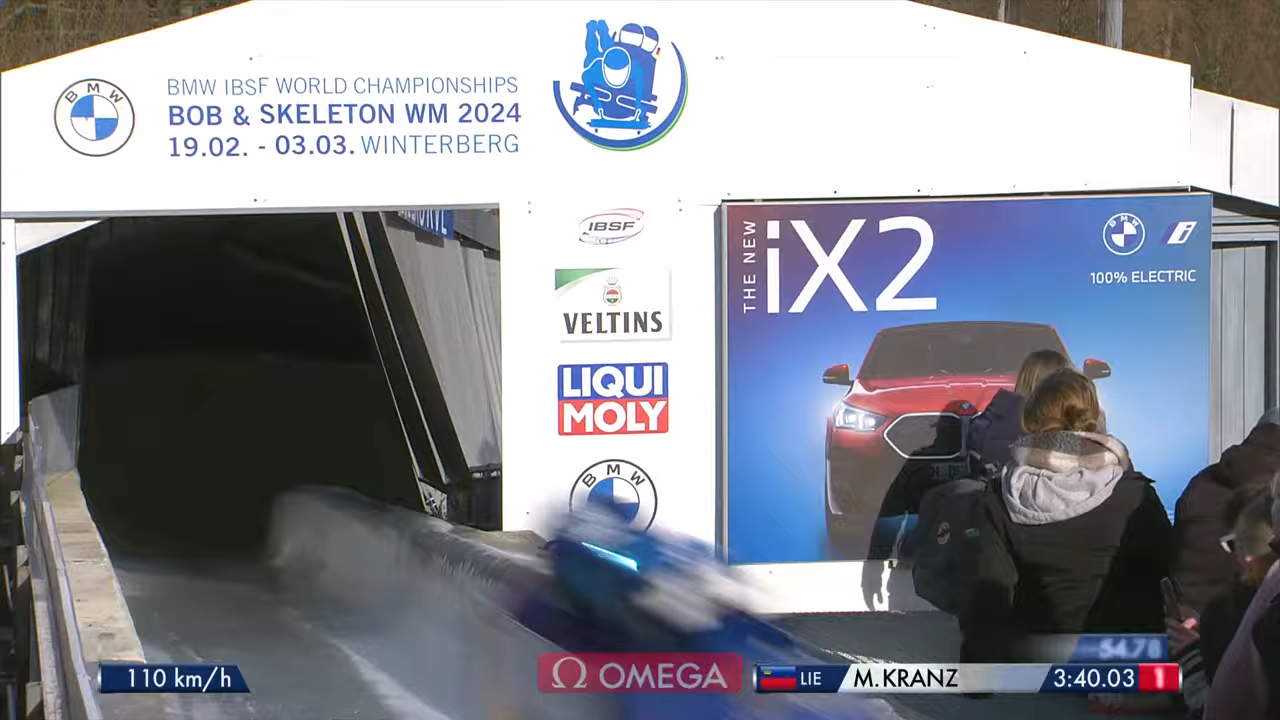 BMW
BMW IBSF WORLD CHAMPIONSHIPS
BOB & SKELETON WM 2024
19.02. - 03.03. WINTERBERG
IBSF
VELTINS
LIQUI
MOLY
BMW
THE NEW
iX2
BMW
i
100% ELECTRIC
54.78
110 km/h
Ω OMEGA
LIE
M.KRANZ
3:40.03
1